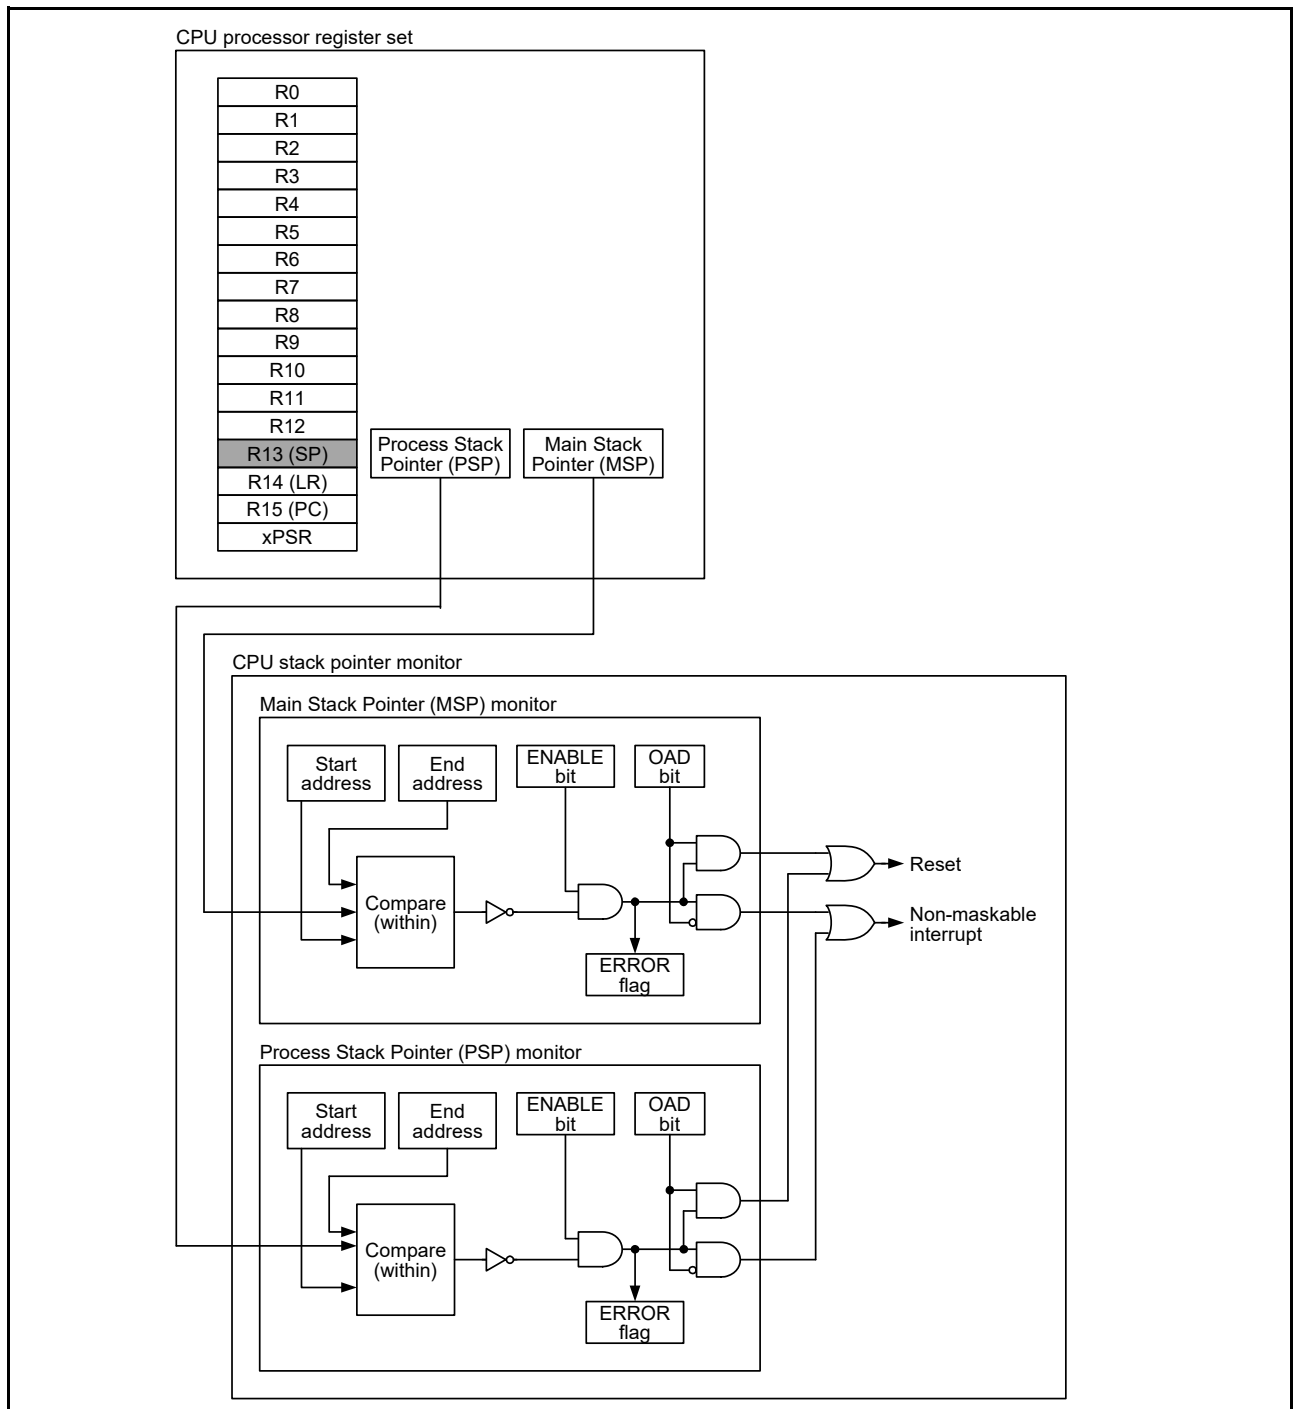 CPU processor register set
R0
R1
R2
R3
R4
R5
R6
R7
R8
R9
R10
R11
R12
R13 (SP)
R14 (LR)
R15 (PC)
xPSR
Process Stack
Pointer (PSP)
Main Stack
Pointer (MSP)
CPU stack pointer monitor
Main Stack Pointer (MSP) monitor
Start
address
End
address
ENABLE
bit
OAD
bit
Compare
(within)
ERROR
flag
Reset
Non-maskable
interrupt
Process Stack Pointer (PSP) monitor
Start
address
End
address
ENABLE
bit
OAD
bit
Compare
(within)
ERROR
flag